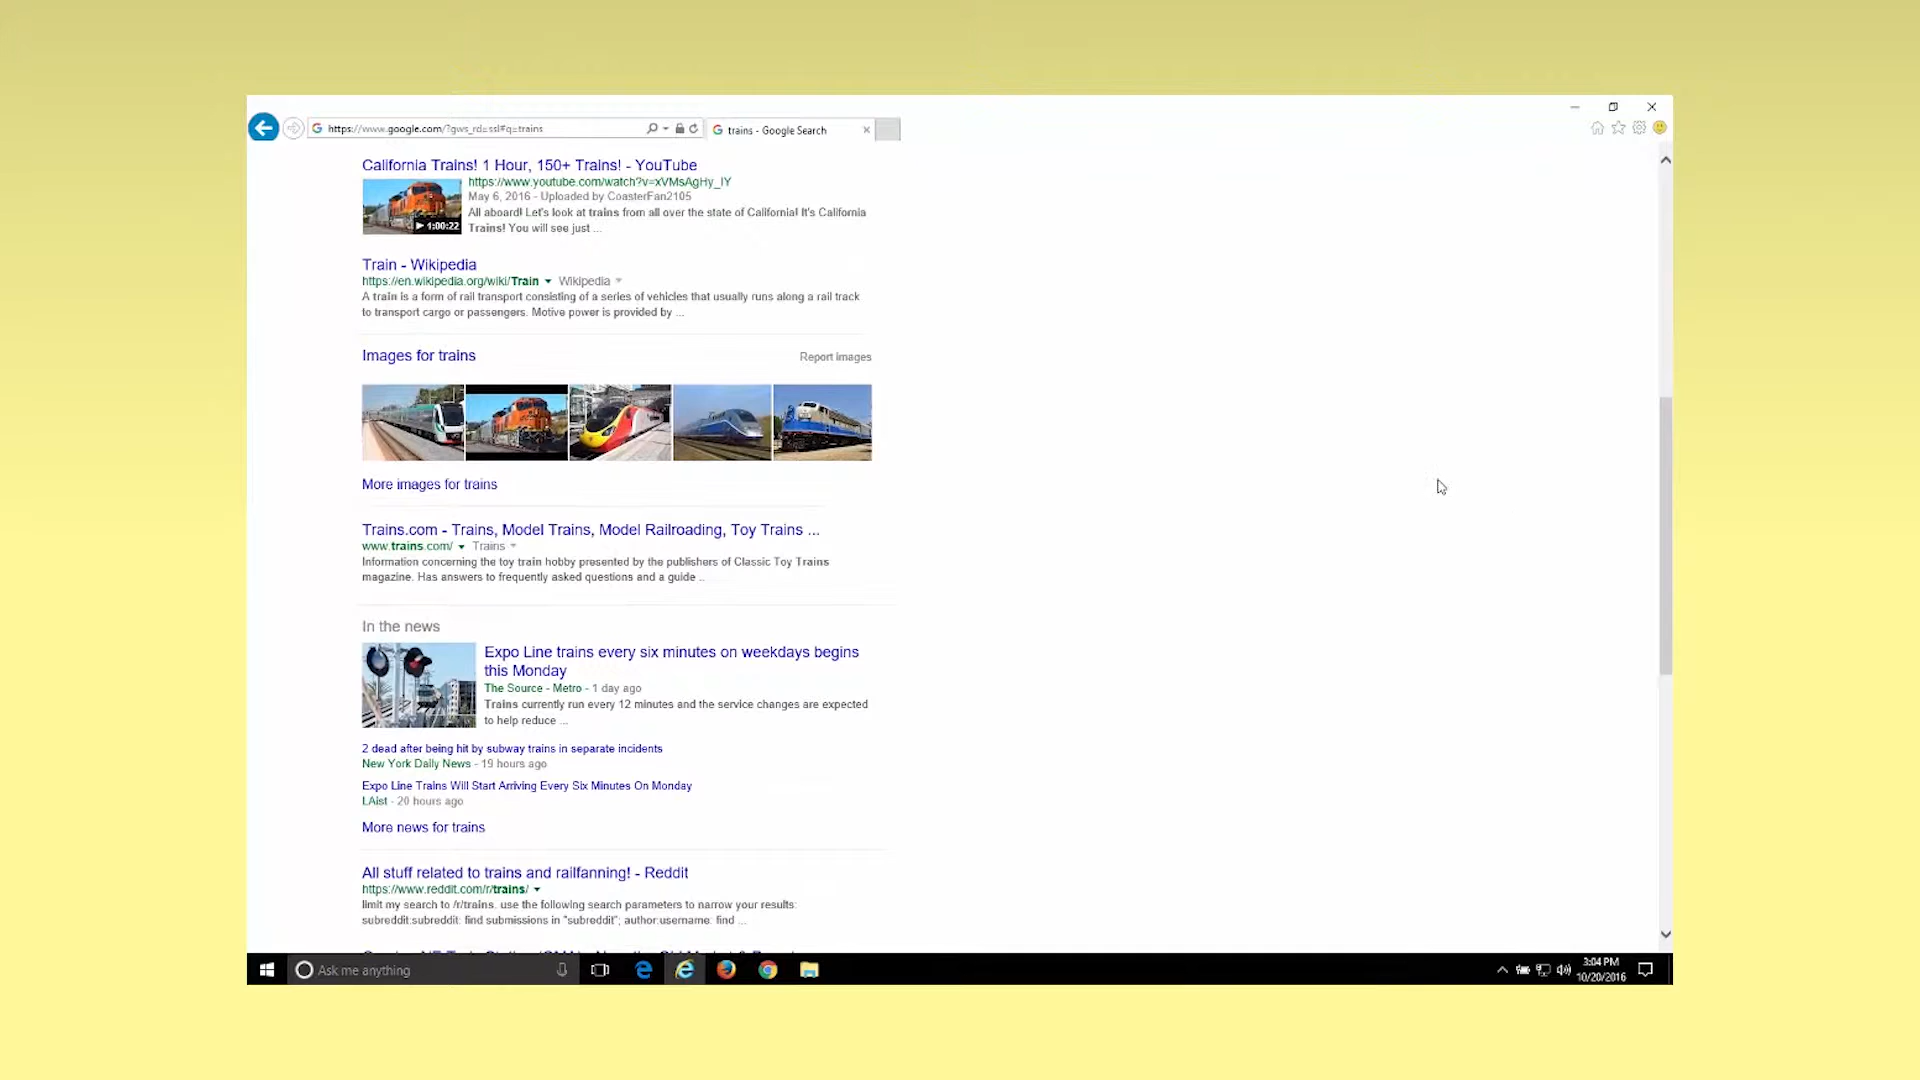 https://www.google.com/?gws_rd=ssl#q=trains
trains - Google Search
California Trains! 1 Hour, 150+ Trains! - YouTube
https://www.youtube.com/watch?v=xVMsAgHy_IY
May 6, 2016 - Uploaded by CoasterFan2105
All aboard! Let's look at trains from all over the state of California! It's California
Trains! You will see just ...
1:00:22
Train - Wikipedia
https://en.wikipedia.org/wiki/Train Wikipedia
A train is a form of rail transport consisting of a series of vehicles that usually runs along a rail track
to transport cargo or passengers. Motive power is provided by ...
Images for trains
Report images
More images for trains
Trains.com - Trains, Model Trains, Model Railroading, Toy Trains ...
www.trains.com/ Trains
Information concerning the toy train hobby presented by the publishers of Classic Toy Trains
magazine. Has answers to frequently asked questions and a guide ..
In the news
Expo Line trains every six minutes on weekdays begins
this Monday
The Source - Metro - 1 day ago
Trains currently run every 12 minutes and the service changes are expected
to help reduce ...
2 dead after being hit by subway trains in separate incidents
New York Daily News - 19 hours ago
Expo Line Trains Will Start Arriving Every Six Minutes On Monday
LAist - 20 hours ago
More news for trains
All stuff related to trains and railfanning! - Reddit
https://www.reddit.com/r/trains/
limit my search to /r/trains. use the following search parameters to narrow your results:
subreddit:subreddit: find submissions in "subreddit"; author:username: find ...
Ask me anything
3:04 PM
10/20/2016